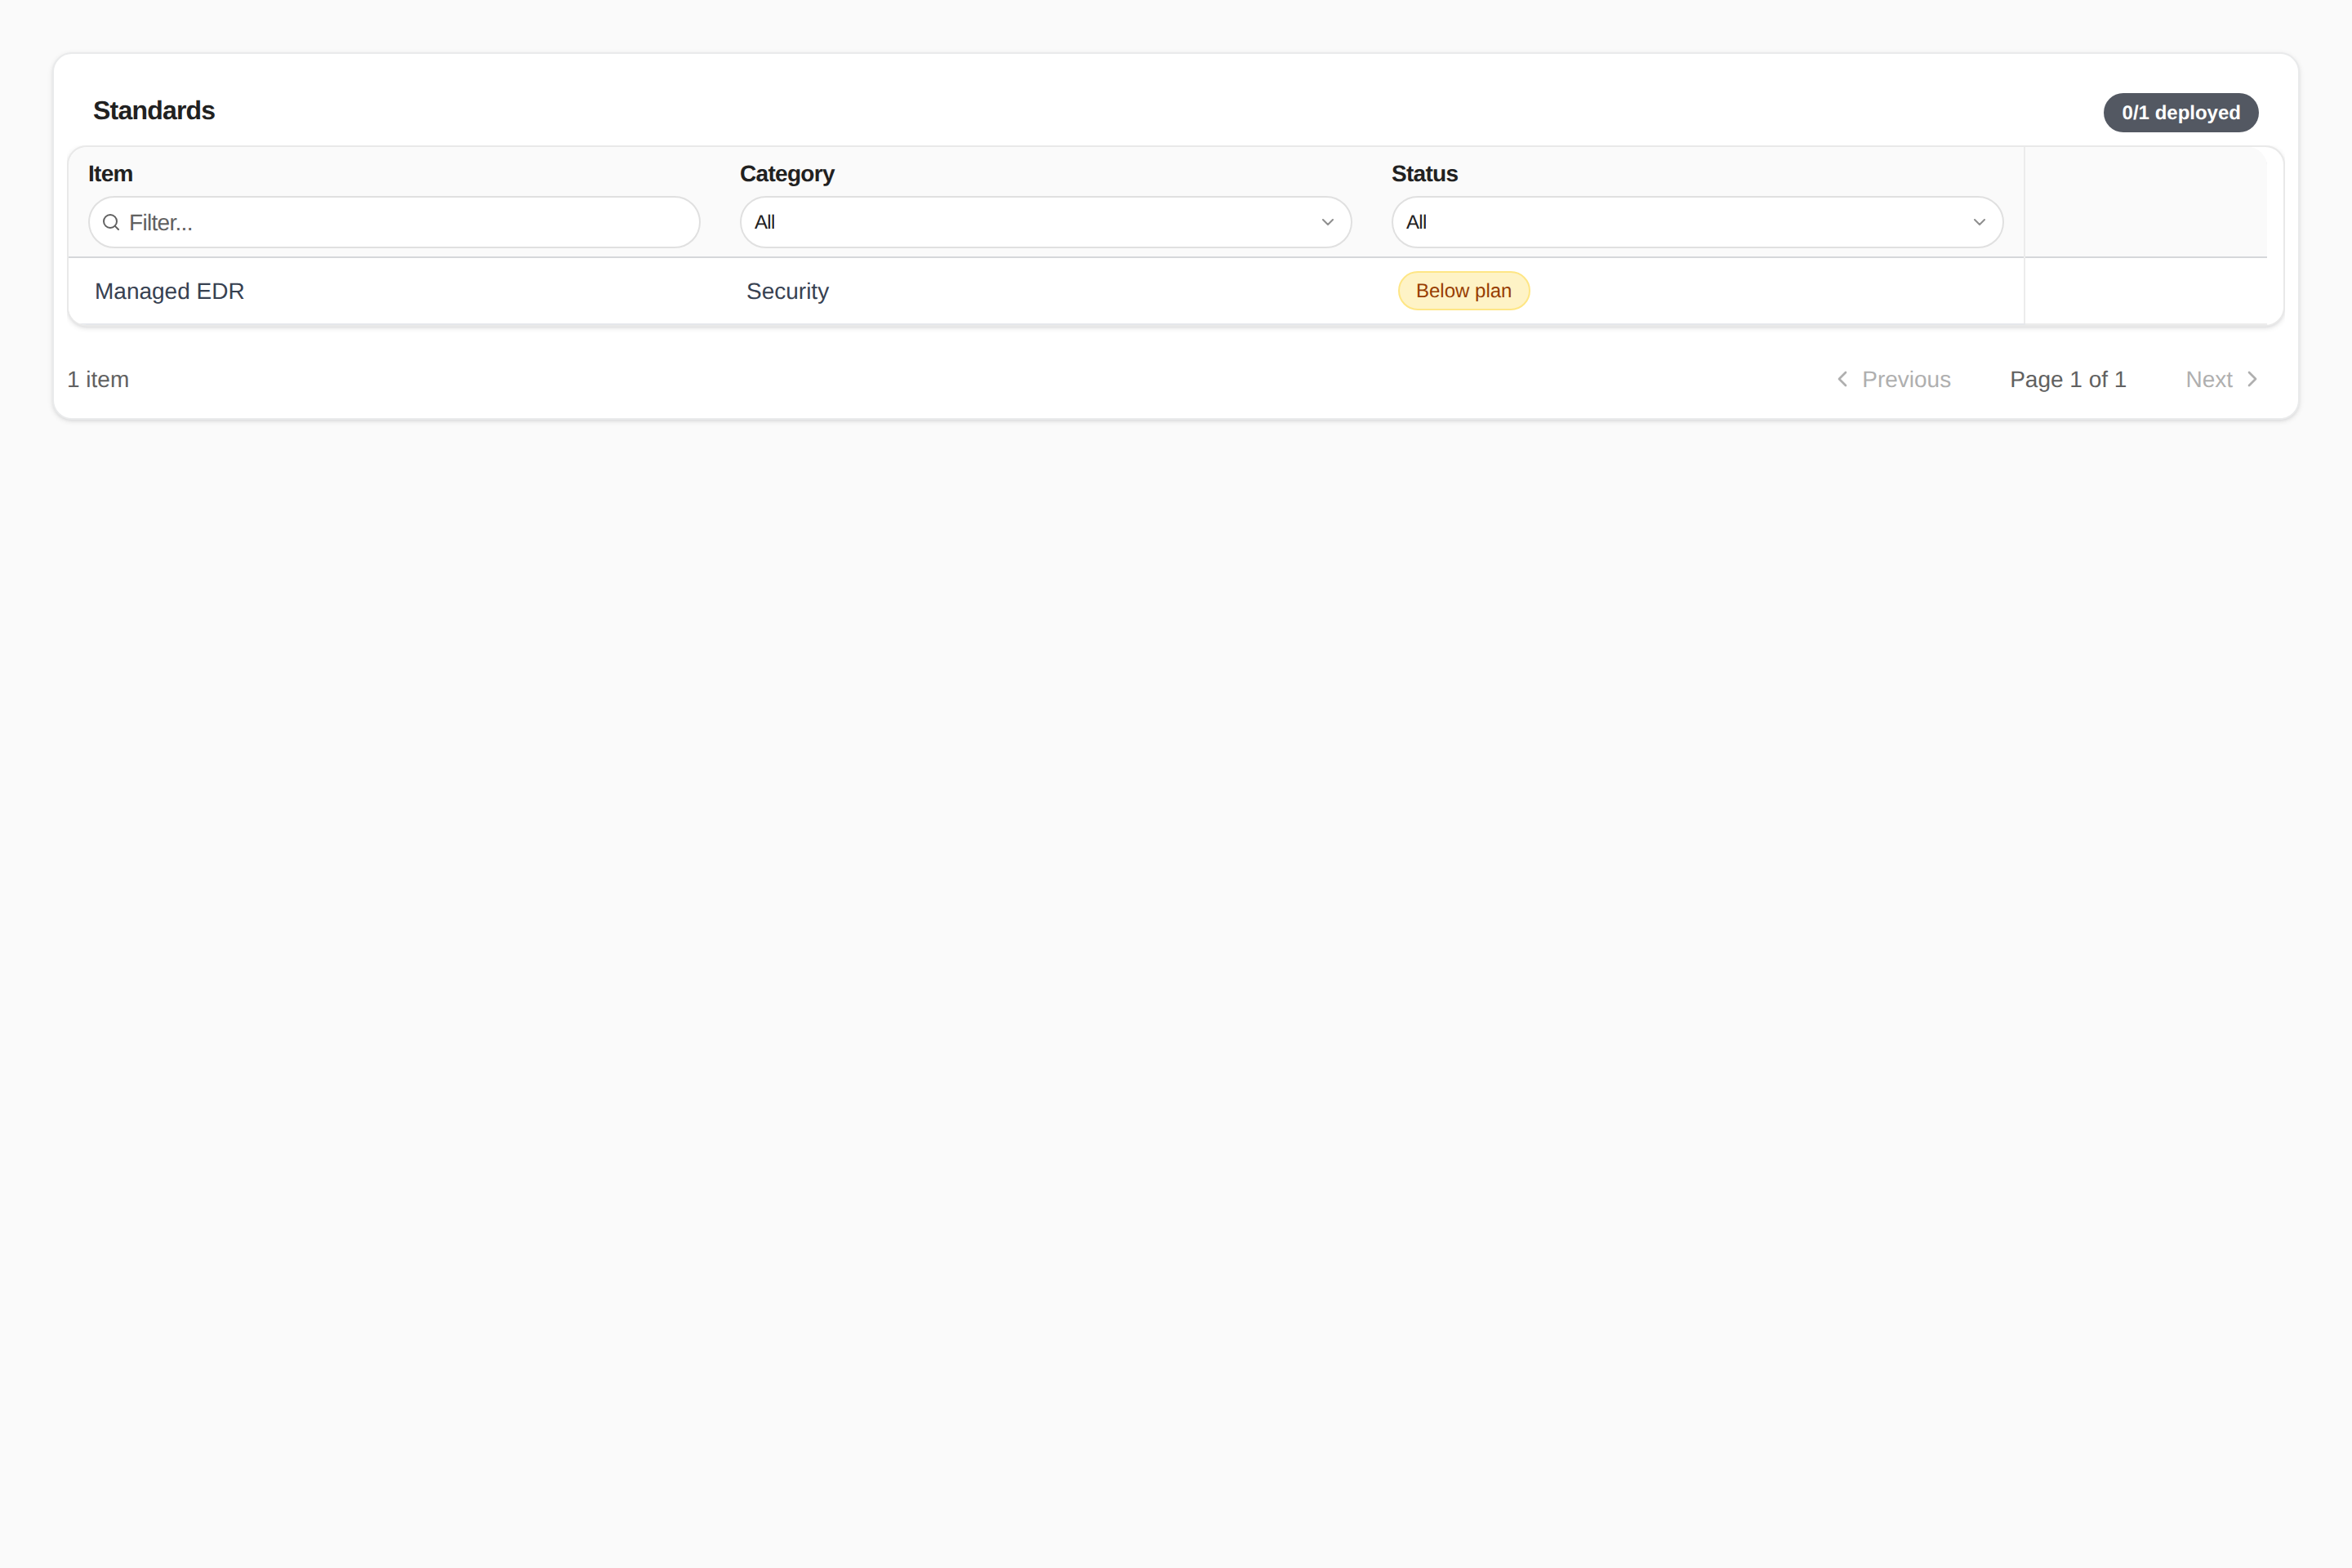 Standards
0/1 deployed
Item
Category
Status
Filter...
All
All
Managed EDR
Security
Below plan
1 item
Previous
Page 1 of 1
Next